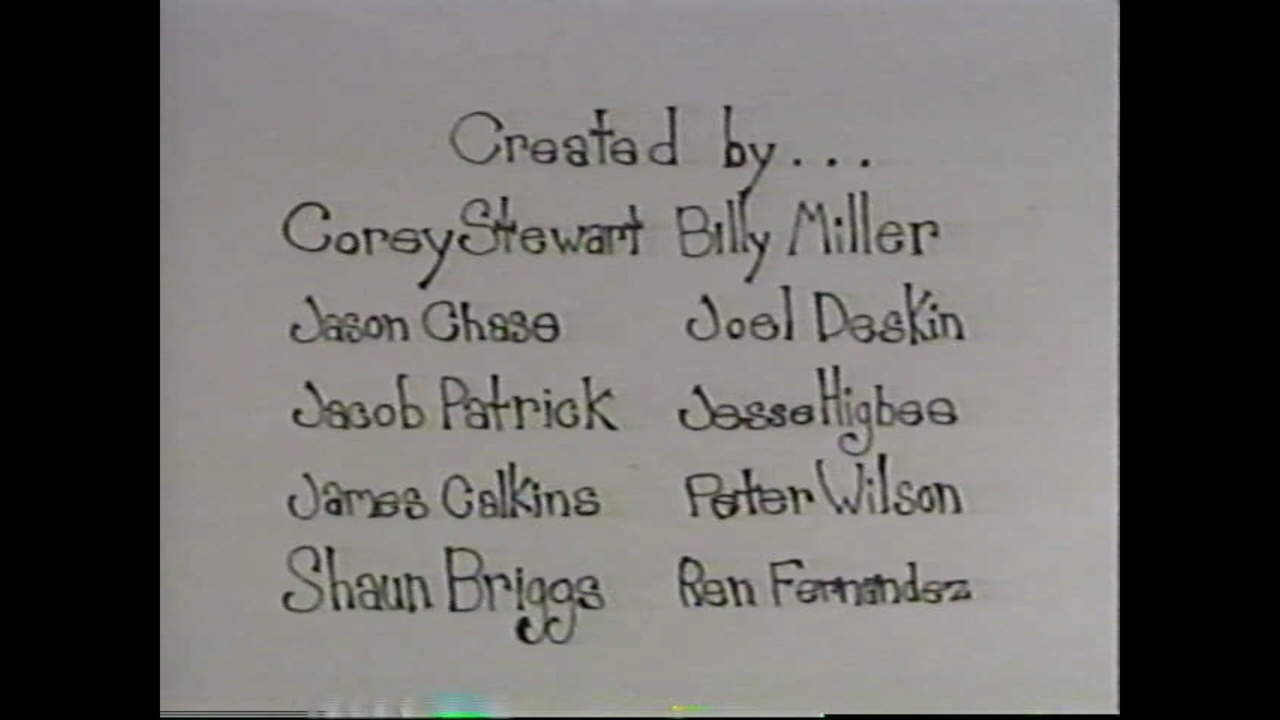 Created by...
Corey Stewart Billy Miller
Jason Chase Joel Deskin
Jacob Patrick Jesse Higbee
James Calkins Peter Wilson
Shaun Briggs Ren Fernandez